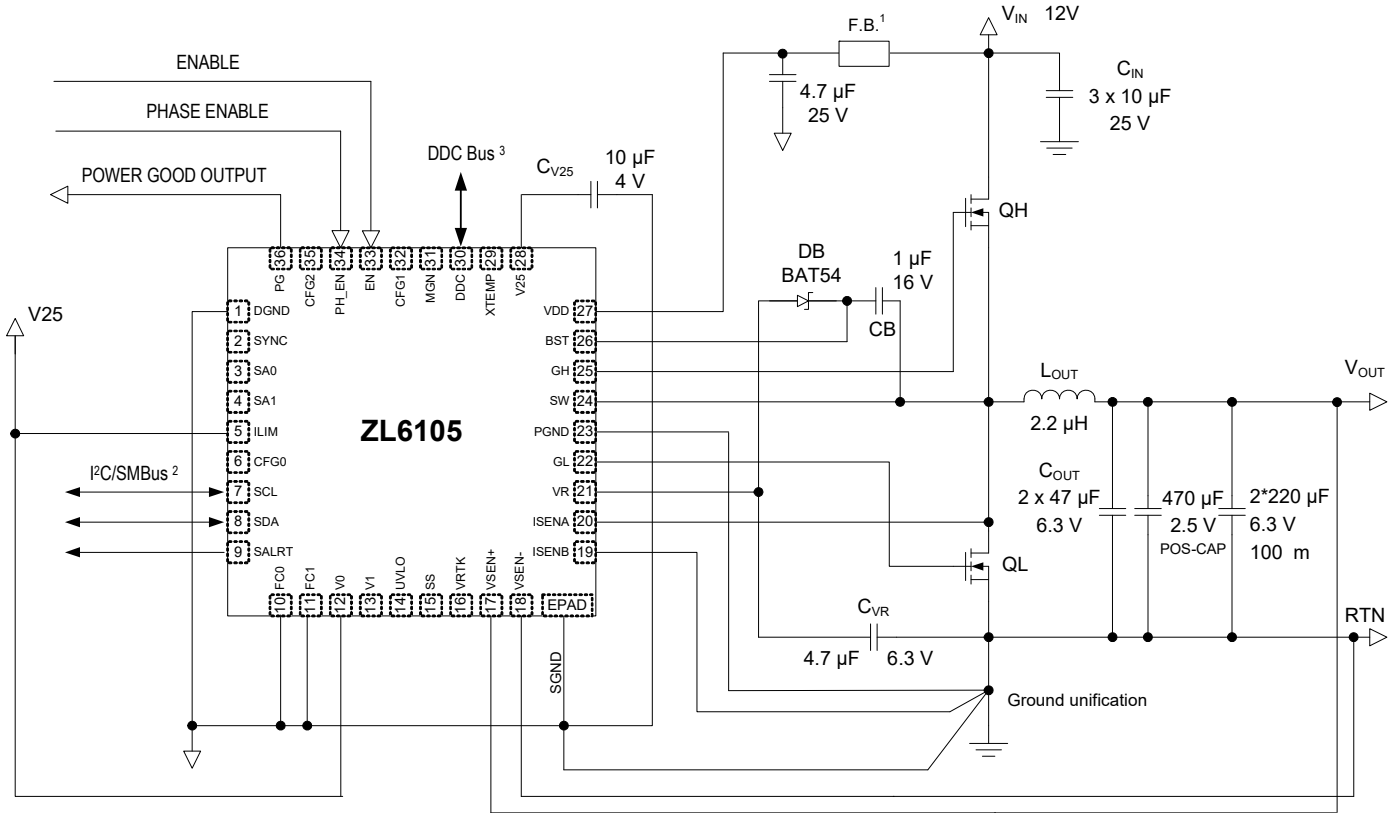 V_IN 12V
F.B.¹
ENABLE
4.7 µF
25 V
C_IN
3 x 10 µF
25 V
PHASE ENABLE
DDC Bus ³
C_V25
10 µF
4 V
POWER GOOD OUTPUT
QH
36 35 34 33 32 31 30 29 28
PG CFG2 PH_EN EN CFG1 MGN DDC XTEMP V25
DB
BAT54
1 µF
16 V
CB
V25
1 DGND
2 SYNC
3 SA0
4 SA1
5 ILIM
6 CFG0
7 SCL
8 SDA
9 SALRT
I²C/SMBus ²
ZL6105
VDD 27
BST 26
GH 25
SW 24
PGND 23
GL 22
VR 21
ISENA 20
ISENB 19
L_OUT
2.2 µH
V_OUT
C_OUT
2 x 47 µF
6.3 V
470 µF
2.5 V
POS-CAP
2*220 µF
6.3 V
100 m
QL
FC0 FC1 V0 V1 UVLO SS VRTK VSEN+ VSEN-
10 11 12 13 14 15 16 17 18 EPAD
C_VR
4.7 µF 6.3 V
RTN
SGND
Ground unification